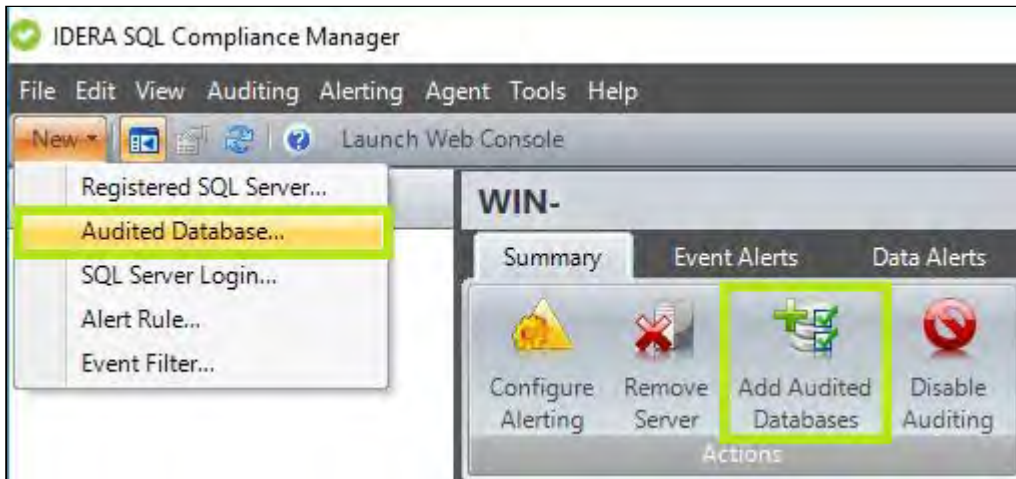 IDERA SQL Compliance Manager
File Edit View Auditing Alerting Agent Tools Help
New Launch Web Console
Registered SQL Server...
Audited Database...
SQL Server Login...
Alert Rule...
Event Filter...
WIN-
Summary Event Alerts Data Alerts
Configure Alerting
Remove Server
Add Audited Databases
Disable Auditing
Actions